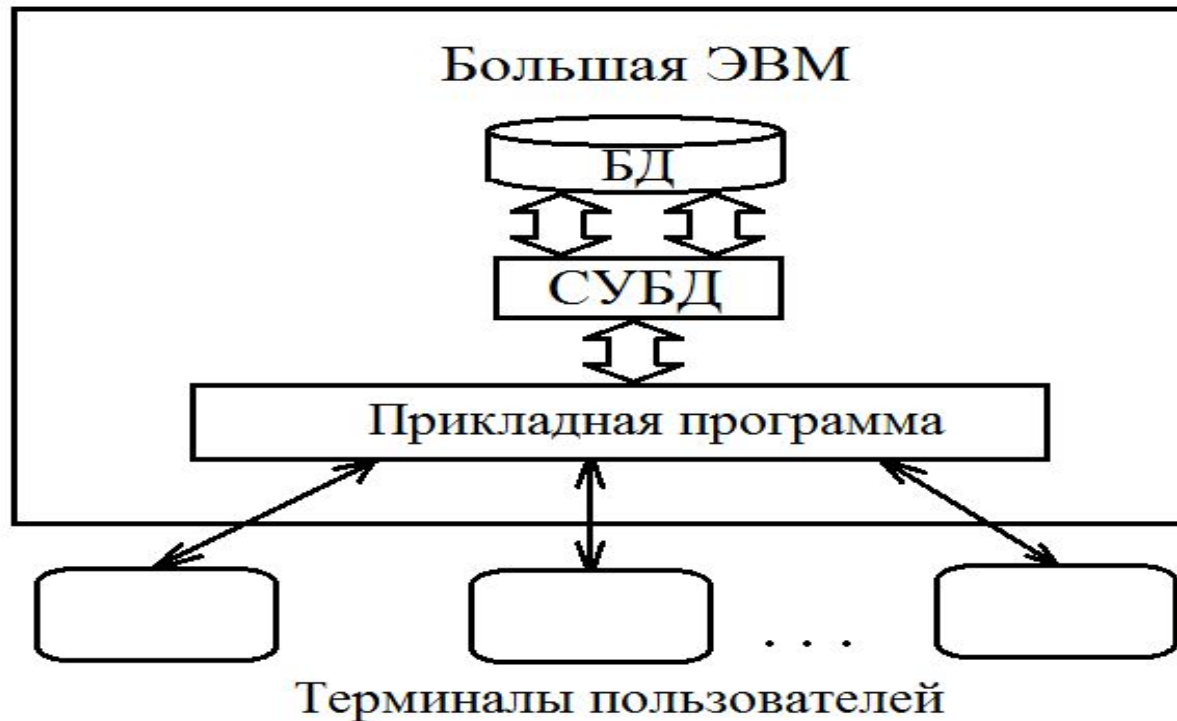 Большая ЭВМ
БД
СУБД
Прикладная программа
. . .
Терминалы пользователей